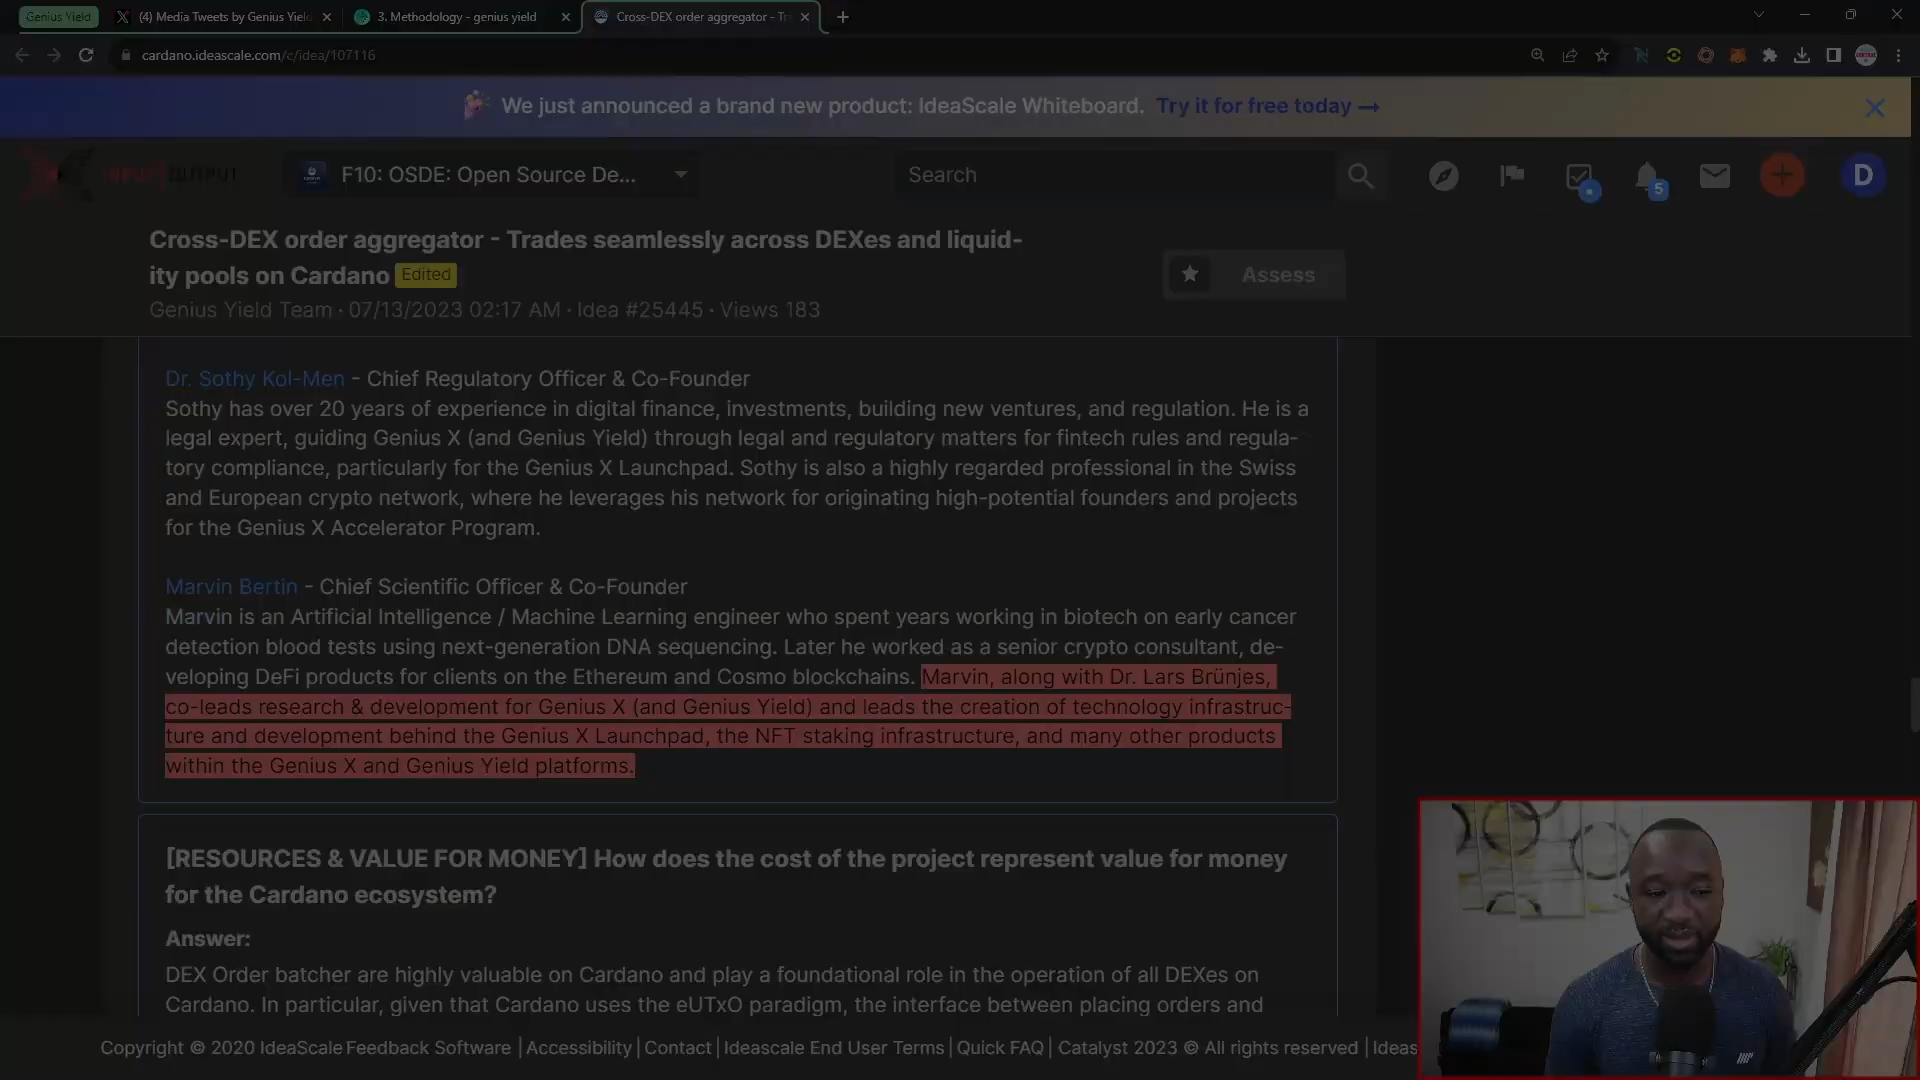 Genius Yield
(4) Media Tweets by Genius Yiel
3. Methodology - genius yield
Cross-DEX order aggregator - Tr
cardano.ideascale.com/c/idea/107116
We just announced a brand new product: IdeaScale Whiteboard. Try it for free today →
INPUT|OUTPUT
F10: OSDE: Open Source De...
Search
5
D
Cross-DEX order aggregator - Trades seamlessly across DEXes and liquid-
ity pools on Cardano Edited
Assess
Genius Yield Team · 07/13/2023 02:17 AM · Idea #25445 · Views 183
Dr. Sothy Kol-Men - Chief Regulatory Officer & Co-Founder
Sothy has over 20 years of experience in digital finance, investments, building new ventures, and regulation. He is a
legal expert, guiding Genius X (and Genius Yield) through legal and regulatory matters for fintech rules and regula-
tory compliance, particularly for the Genius X Launchpad. Sothy is also a highly regarded professional in the Swiss
and European crypto network, where he leverages his network for originating high-potential founders and projects
for the Genius X Accelerator Program.
Marvin Bertin - Chief Scientific Officer & Co-Founder
Marvin is an Artificial Intelligence / Machine Learning engineer who spent years working in biotech on early cancer
detection blood tests using next-generation DNA sequencing. Later he worked as a senior crypto consultant, de-
veloping DeFi products for clients on the Ethereum and Cosmo blockchains. Marvin, along with Dr. Lars Brünjes,
co-leads research & development for Genius X (and Genius Yield) and leads the creation of technology infrastruc-
ture and development behind the Genius X Launchpad, the NFT staking infrastructure, and many other products
within the Genius X and Genius Yield platforms.
[RESOURCES & VALUE FOR MONEY] How does the cost of the project represent value for money
for the Cardano ecosystem?
Answer:
DEX Order batcher are highly valuable on Cardano and play a foundational role in the operation of all DEXes on
Cardano. In particular, given that Cardano uses the eUTxO paradigm, the interface between placing orders and
Copyright © 2020 IdeaScale Feedback Software | Accessibility | Contact | Ideascale End User Terms | Quick FAQ | Catalyst 2023 © All rights reserved | Ideas